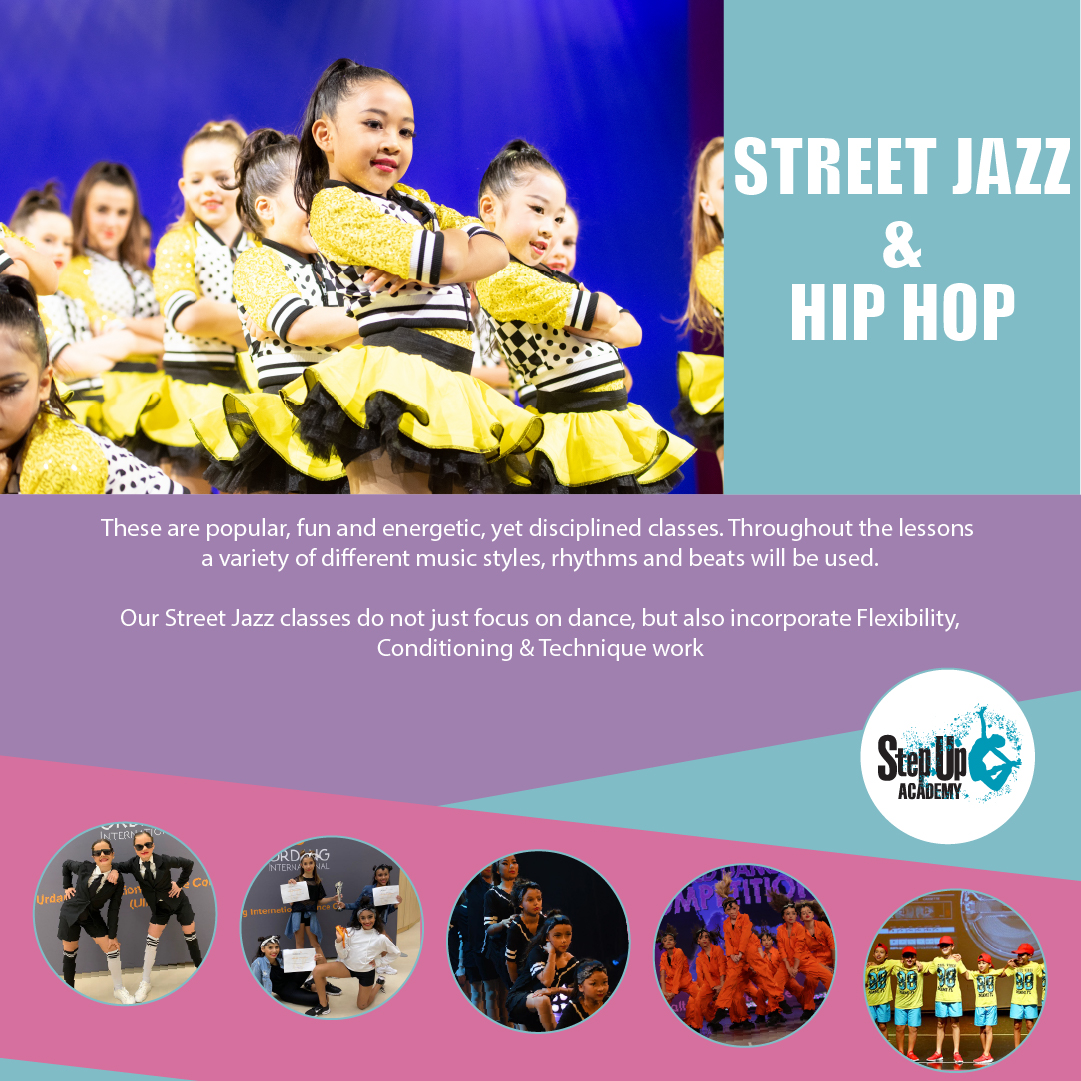 STREET JAZZ
&
HIP HOP
These are popular, fun and energetic, yet disciplined classes. Throughout the lessons
a variety of different music styles, rhythms and beats will be used.
Our Street Jazz classes do not just focus on dance, but also incorporate Flexibility,
Conditioning & Technique work
Step Up
ACADEMY
INTERNATIONAL
g International